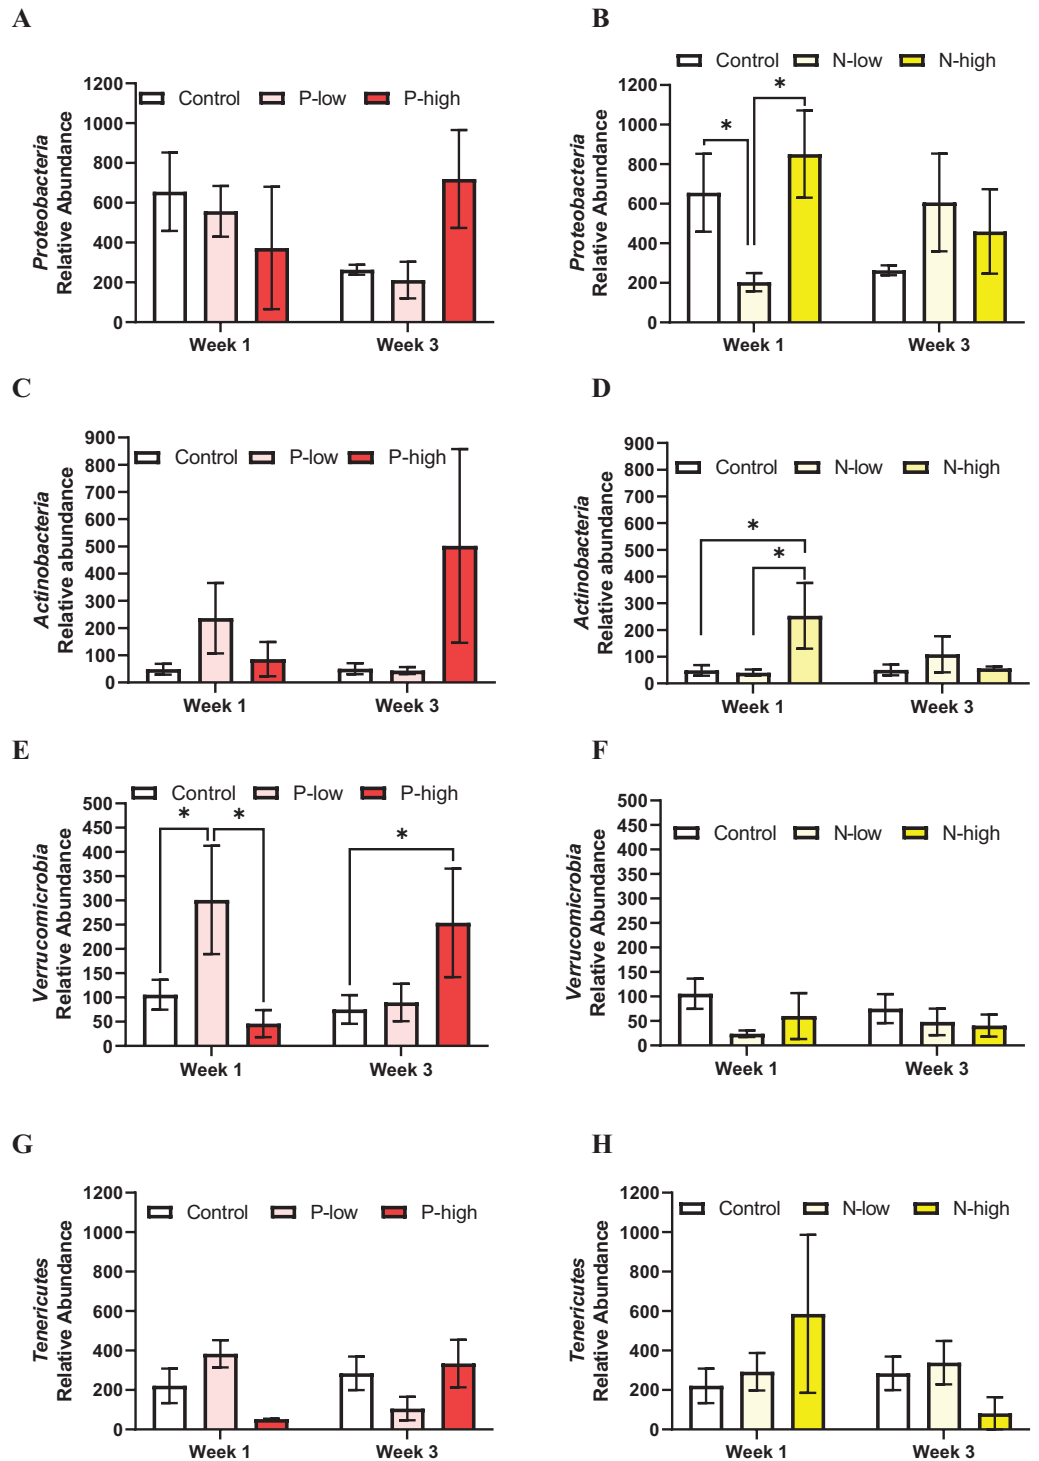 A
Control P-low P-high
Proteobacteria
Relative Abundance
1200
1000
800
600
400
200
0
Week 1 Week 3
B
Control N-low N-high
Proteobacteria
Relative Abundance
1200
1000
800
600
400
200
0
* *
Week 1 Week 3
C
Control P-low P-high
Actinobacteria
Relative abundance
900
800
700
600
500
400
300
200
100
0
Week 1 Week 3
D
Control N-low N-high
Actinobacteria
Relative abundance
900
800
700
600
500
400
300
200
100
0
*
*
Week 1 Week 3
E
Control P-low P-high
Verrucomicrobia
Relative Abundance
500
450
400
350
300
250
200
150
100
50
0
* * *
Week 1 Week 3
F
Control N-low N-high
Verrucomicrobia
Relative Abundance
500
450
400
350
300
250
200
150
100
50
0
Week 1 Week 3
G
Control P-low P-high
Tenericutes
Relative Abundance
1200
1000
800
600
400
200
0
Week 1 Week 3
H
Control N-low N-high
Tenericutes
Relative Abundance
1200
1000
800
600
400
200
0
Week 1 Week 3